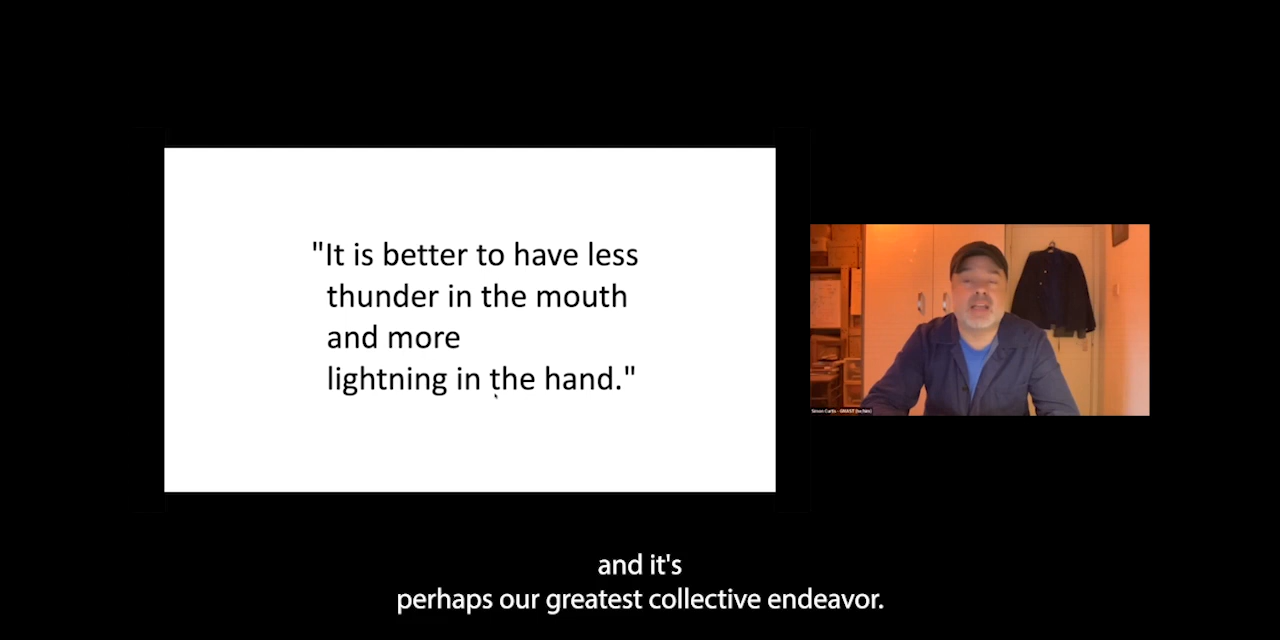 "It is better to have less
thunder in the mouth
and more
lightning in the hand."
and it's
perhaps our greatest collective endeavor.